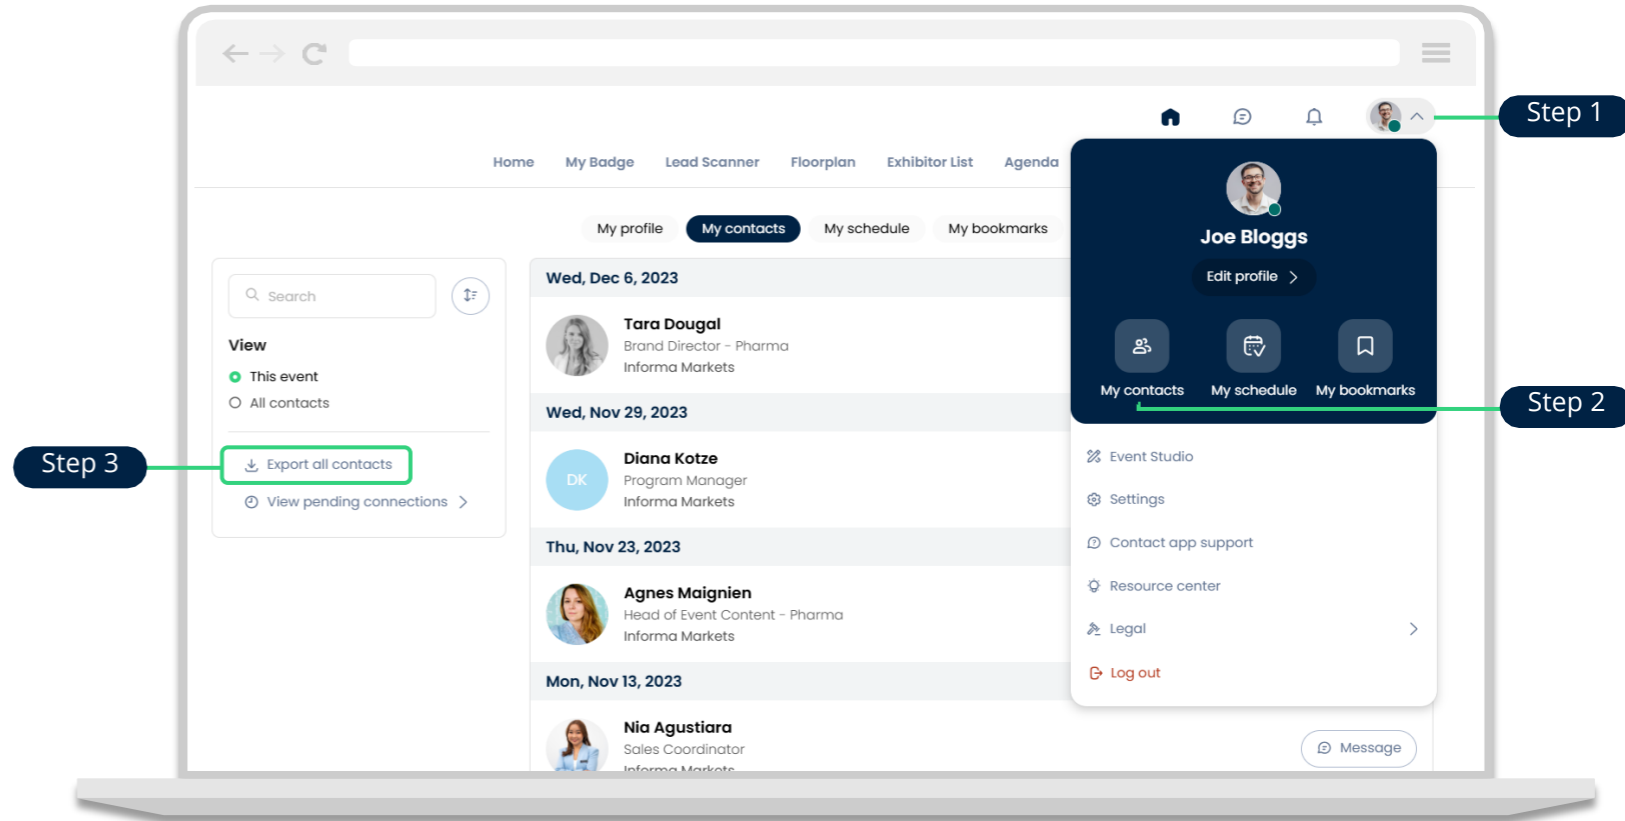 Step 1
Home My Badge Lead Scanner Floorplan Exhibitor List Agenda
My profile My contacts My schedule My bookmarks
Joe Bloggs
Edit profile
My contacts My schedule My bookmarks
Step 2
Event Studio
Settings
Contact app support
Resource center
Legal
Log out
Search
View
This event
All contacts
Step 3
Export all contacts
View pending connections
Wed, Dec 6, 2023
Tara Dougal
Brand Director - Pharma
Informa Markets
Wed, Nov 29, 2023
DK
Diana Kotze
Program Manager
Informa Markets
Thu, Nov 23, 2023
Agnes Maignien
Head of Event Content - Pharma
Informa Markets
Mon, Nov 13, 2023
Nia Agustiara
Sales Coordinator
Informa Markets
Message